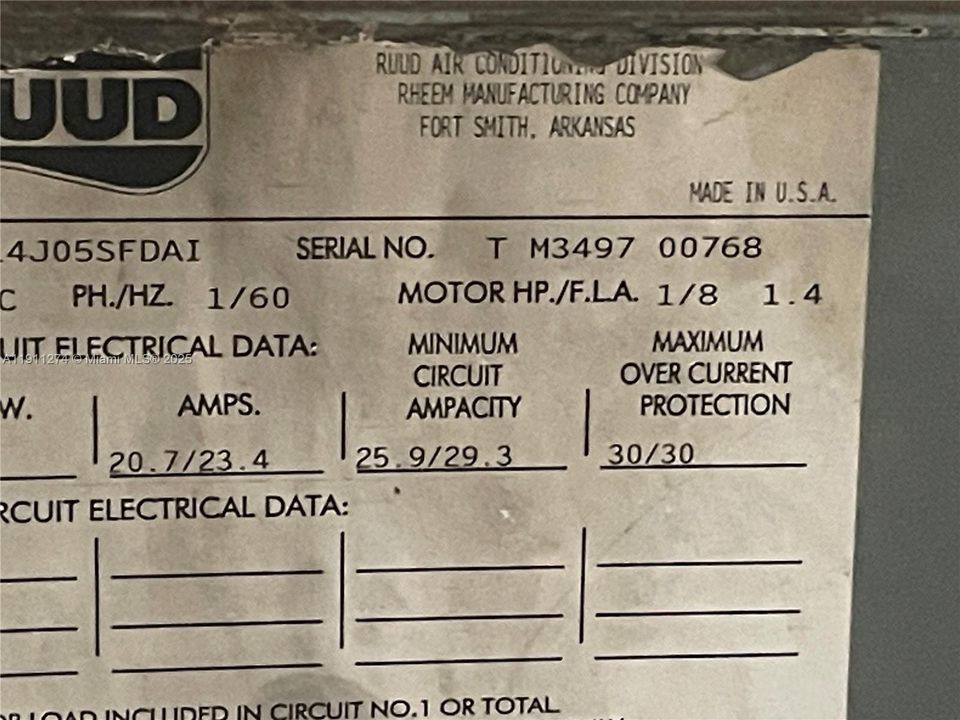 RUUD AIR CONDITIONING DIVISION
RHEEM MANUFACTURING COMPANY
UUD
FORT SMITH, ARKANSAS
MADE IN U.S.A.
4J05SFDAI SERIAL NO. T M3497 00768
C PH./HZ. 1/60 MOTOR HP./F.L.A. 1/8 1.4
UIT ELECTRICAL DATA: MINIMUM MAXIMUM
A11911274 © Miami MLS® 2025
CIRCUIT OVER CURRENT
W. AMPS. AMPACITY PROTECTION
20.7/23.4 25.9/29.3 30/30
RCUIT ELECTRICAL DATA:
OR LOAD INCLUDED IN CIRCUIT NO.1 OR TOTAL